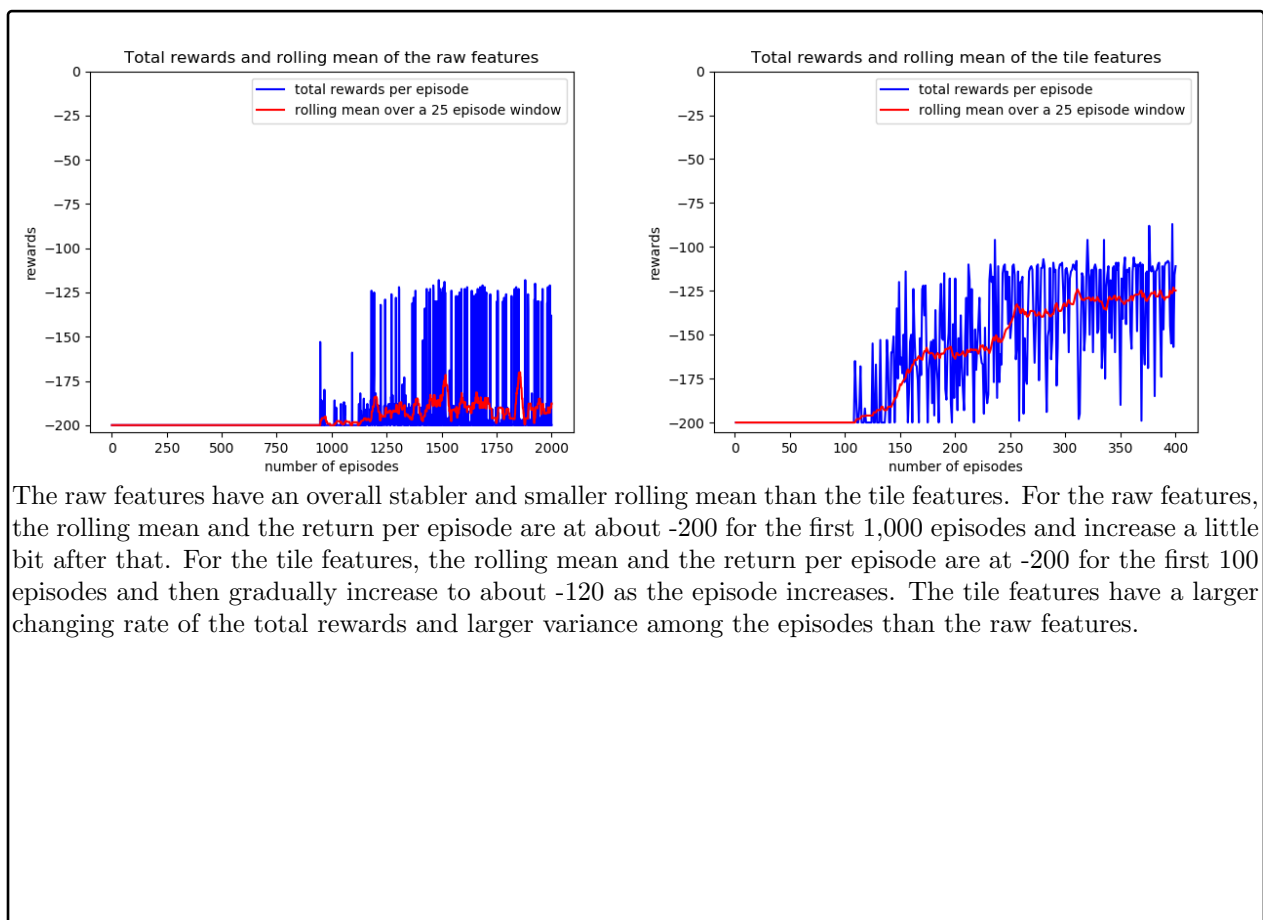 Total rewards and rolling mean of the raw features
0
−25
−50
−75
−100
−125
−150
−175
−200
rewards
total rewards per episode
rolling mean over a 25 episode window
0 250 500 750 1000 1250 1500 1750 2000
number of episodes
Total rewards and rolling mean of the tile features
0
−25
−50
−75
−100
−125
−150
−175
−200
rewards
total rewards per episode
rolling mean over a 25 episode window
0 50 100 150 200 250 300 350 400
number of episodes
The raw features have an overall stabler and smaller rolling mean than the tile features. For the raw features,
the rolling mean and the return per episode are at about -200 for the first 1,000 episodes and increase a little
bit after that. For the tile features, the rolling mean and the return per episode are at -200 for the first 100
episodes and then gradually increase to about -120 as the episode increases. The tile features have a larger
changing rate of the total rewards and larger variance among the episodes than the raw features.